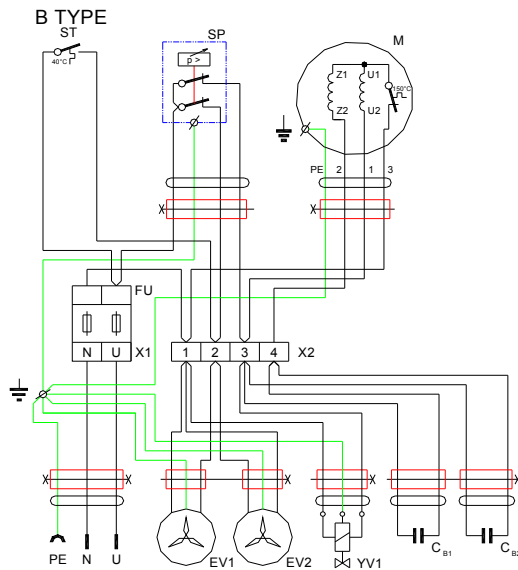 B TYPE
ST
SP
M
40°C
p >
Z1
U1
150°C
Z2
U2
PE
2
1
3
FU
N
U
X1
1
2
3
4
X2
PE
N
U
EV1
EV2
YV1
C B1
C B2